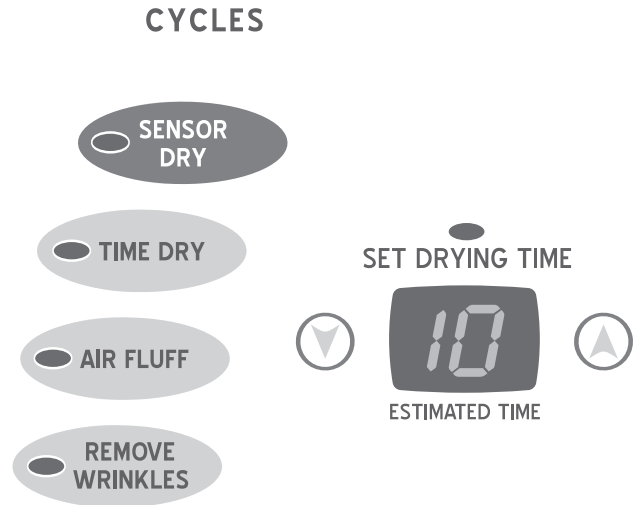 CYCLES
SENSOR
DRY
TIME DRY
AIR FLUFF
REMOVE
WRINKLES
SET DRYING TIME
10
ESTIMATED TIME